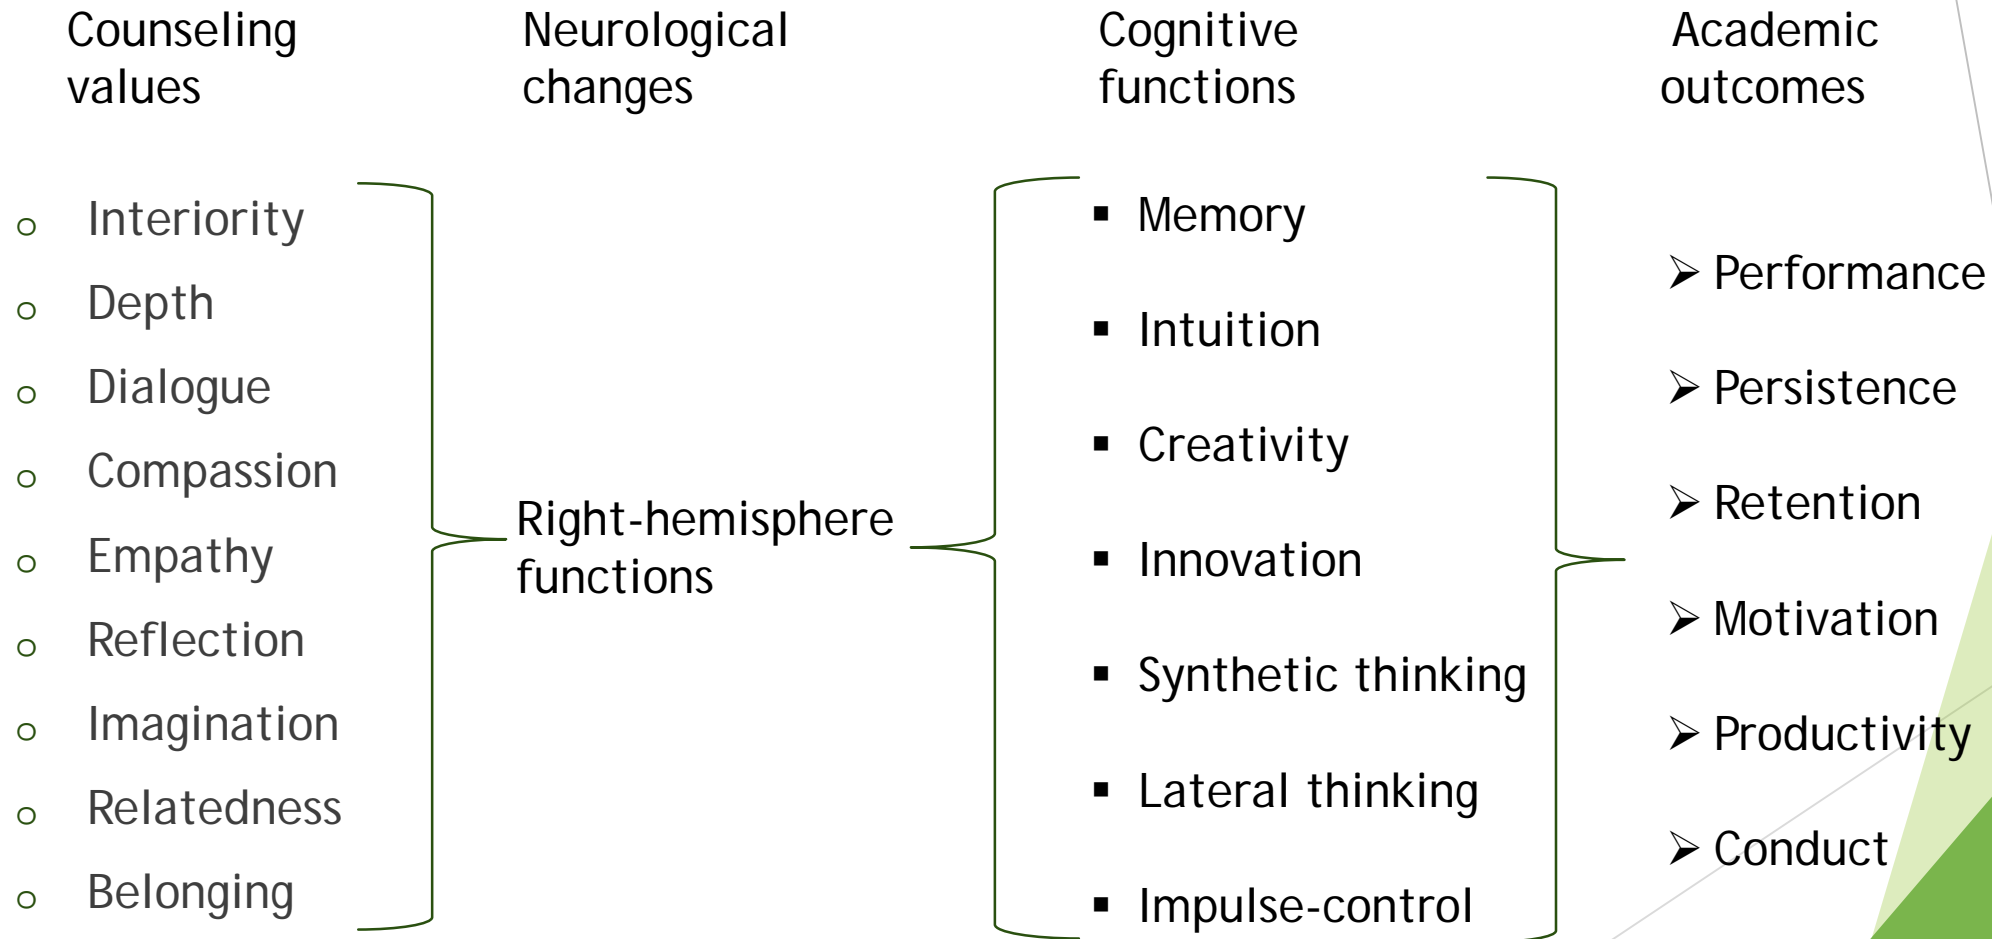 Counseling
values
Neurological
changes
Cognitive
functions
Academic
outcomes
Interiority
Depth
Dialogue
Compassion
Empathy
Reflection
Imagination
Relatedness
Belonging
Right-hemisphere
functions
Memory
Intuition
Creativity
Innovation
Synthetic thinking
Lateral thinking
Impulse-control
Performance
Persistence
Retention
Motivation
Productivity
Conduct